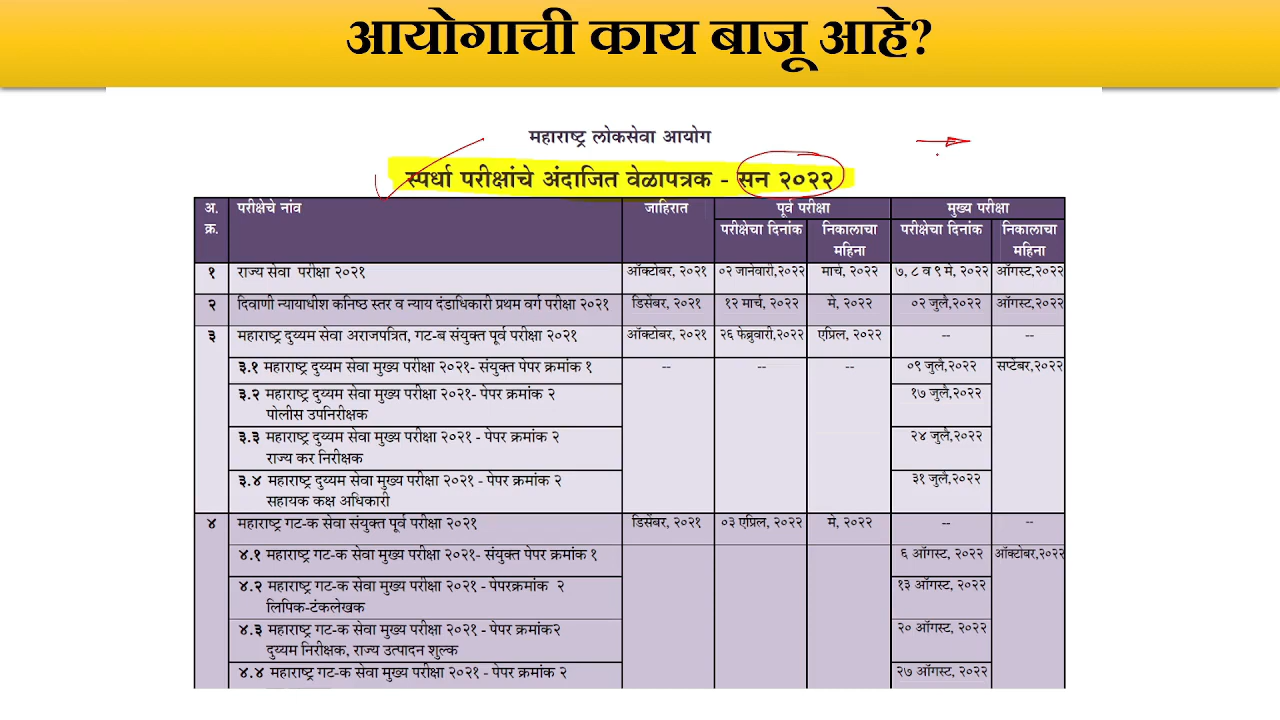 आयोगाची काय बाजू आहे?
महाराष्ट्र लोकसेवा आयोग
स्पर्धा परीक्षांचे अंदाजित वेळापत्रक - सन २०२२
अ. क्र. परीक्षेचे नांव जाहिरात पूर्व परीक्षा मुख्य परीक्षा
परीक्षेचा दिनांक निकालाचा महिना परीक्षेचा दिनांक निकालाचा महिना
१ राज्य सेवा परीक्षा २०२१ ऑक्टोबर, २०२१ ०२ जानेवारी,२०२२ मार्च, २०२२ ७, ८ व ९ मे, २०२२ ऑगस्ट,२०२२
२ दिवाणी न्यायाधीश कनिष्ठ स्तर व न्याय दंडाधिकारी प्रथम वर्ग परीक्षा २०२१ डिसेंबर, २०२१ १२ मार्च, २०२२ मे, २०२२ ०२ जुलै,२०२२ ऑगस्ट,२०२२
३ महाराष्ट्र दुय्यम सेवा अराजपत्रित, गट-ब संयुक्त पूर्व परीक्षा २०२१ ऑक्टोबर, २०२१ २६ फेब्रुवारी,२०२२ एप्रिल, २०२२ -- --
३.१ महाराष्ट्र दुय्यम सेवा मुख्य परीक्षा २०२१- संयुक्त पेपर क्रमांक १ -- -- -- ०९ जुलै,२०२२ सप्टेंबर,२०२२
३.२ महाराष्ट्र दुय्यम सेवा मुख्य परीक्षा २०२१- पेपर क्रमांक २ १७ जुलै,२०२२
पोलीस उपनिरीक्षक
३.३ महाराष्ट्र दुय्यम सेवा मुख्य परीक्षा २०२१ - पेपर क्रमांक २ २४ जुलै,२०२२
राज्य कर निरीक्षक
३.४ महाराष्ट्र दुय्यम सेवा मुख्य परीक्षा २०२१ - पेपर क्रमांक २ ३१ जुलै,२०२२
सहायक कक्ष अधिकारी
४ महाराष्ट्र गट-क सेवा संयुक्त पूर्व परीक्षा २०२१ डिसेंबर, २०२१ ०३ एप्रिल, २०२२ मे, २०२२ -- --
४.१ महाराष्ट्र गट-क सेवा मुख्य परीक्षा २०२१- संयुक्त पेपर क्रमांक १ ६ ऑगस्ट, २०२२ ऑक्टोबर,२०२२
४.२ महाराष्ट्र गट-क सेवा मुख्य परीक्षा २०२१ - पेपरक्रमांक २ १३ ऑगस्ट, २०२२
लिपिक-टंकलेखक
४.३ महाराष्ट्र गट-क सेवा मुख्य परीक्षा २०२१ - पेपर क्रमांक२ २० ऑगस्ट, २०२२
दुय्यम निरीक्षक, राज्य उत्पादन शुल्क
४.४ महाराष्ट्र गट-क सेवा मुख्य परीक्षा २०२१ - पेपर क्रमांक २ २७ ऑगस्ट, २०२२